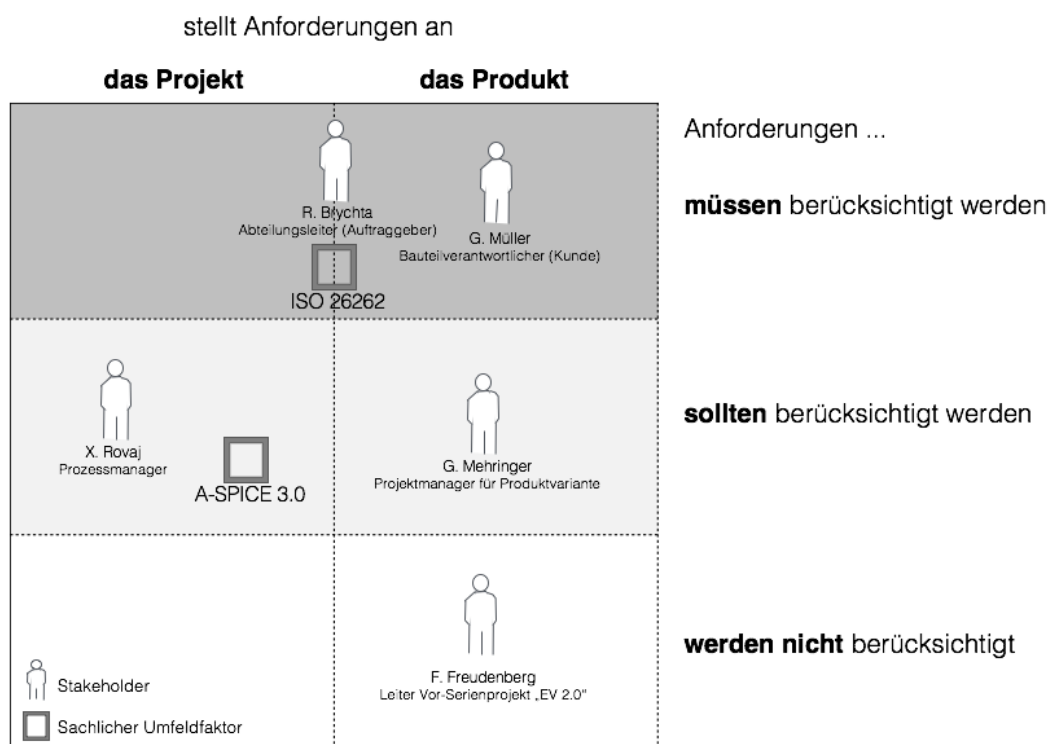 stellt Anforderungen an
das Projekt
das Produkt
Anforderungen ...
müssen berücksichtigt werden
R. Brychta
Abteilungsleiter (Auftraggeber)
G. Müller
Bauteilverantwortlicher (Kunde)
ISO 26262
sollten berücksichtigt werden
X. Rovaj
Prozessmanager
A-SPICE 3.0
G. Mehringer
Projektmanager für Produktvariante
werden nicht berücksichtigt
F. Freudenberg
Leiter Vor-Serienprojekt „EV 2.0"
Stakeholder
Sachlicher Umfeldfaktor